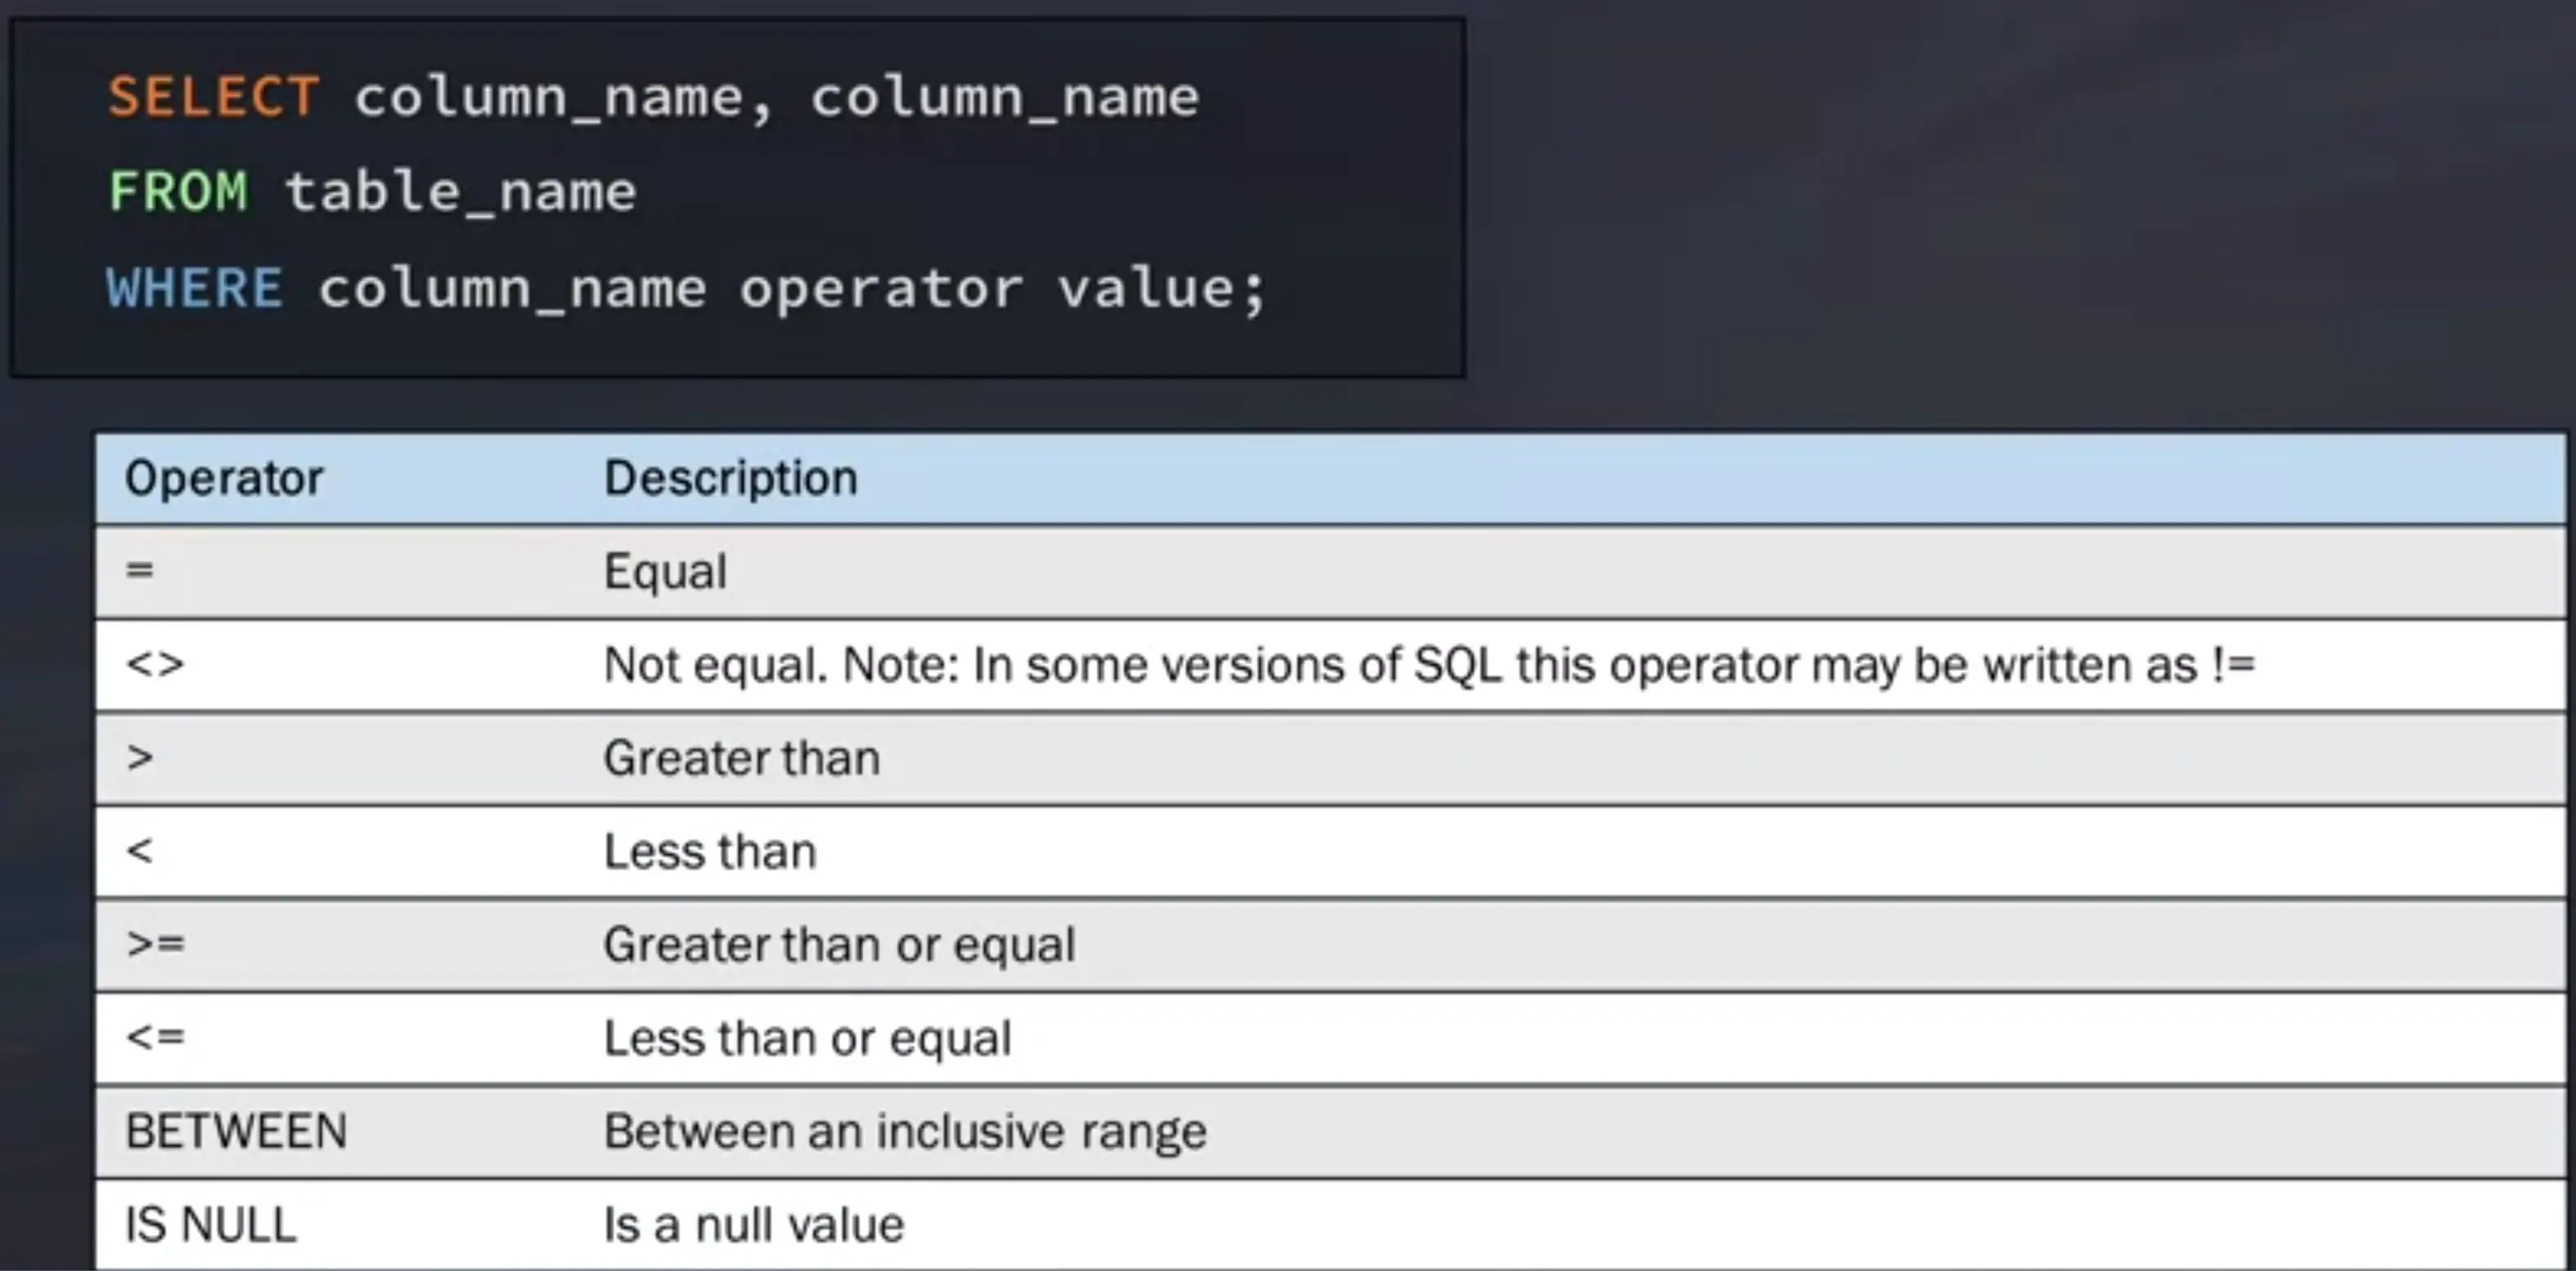 SELECT column_name, column_name
FROM table_name
WHERE column_name operator value;
Operator Description
= Equal
<> Not equal. Note: In some versions of SQL this operator may be written as !=
> Greater than
< Less than
>= Greater than or equal
<= Less than or equal
BETWEEN Between an inclusive range
IS NULL Is a null value